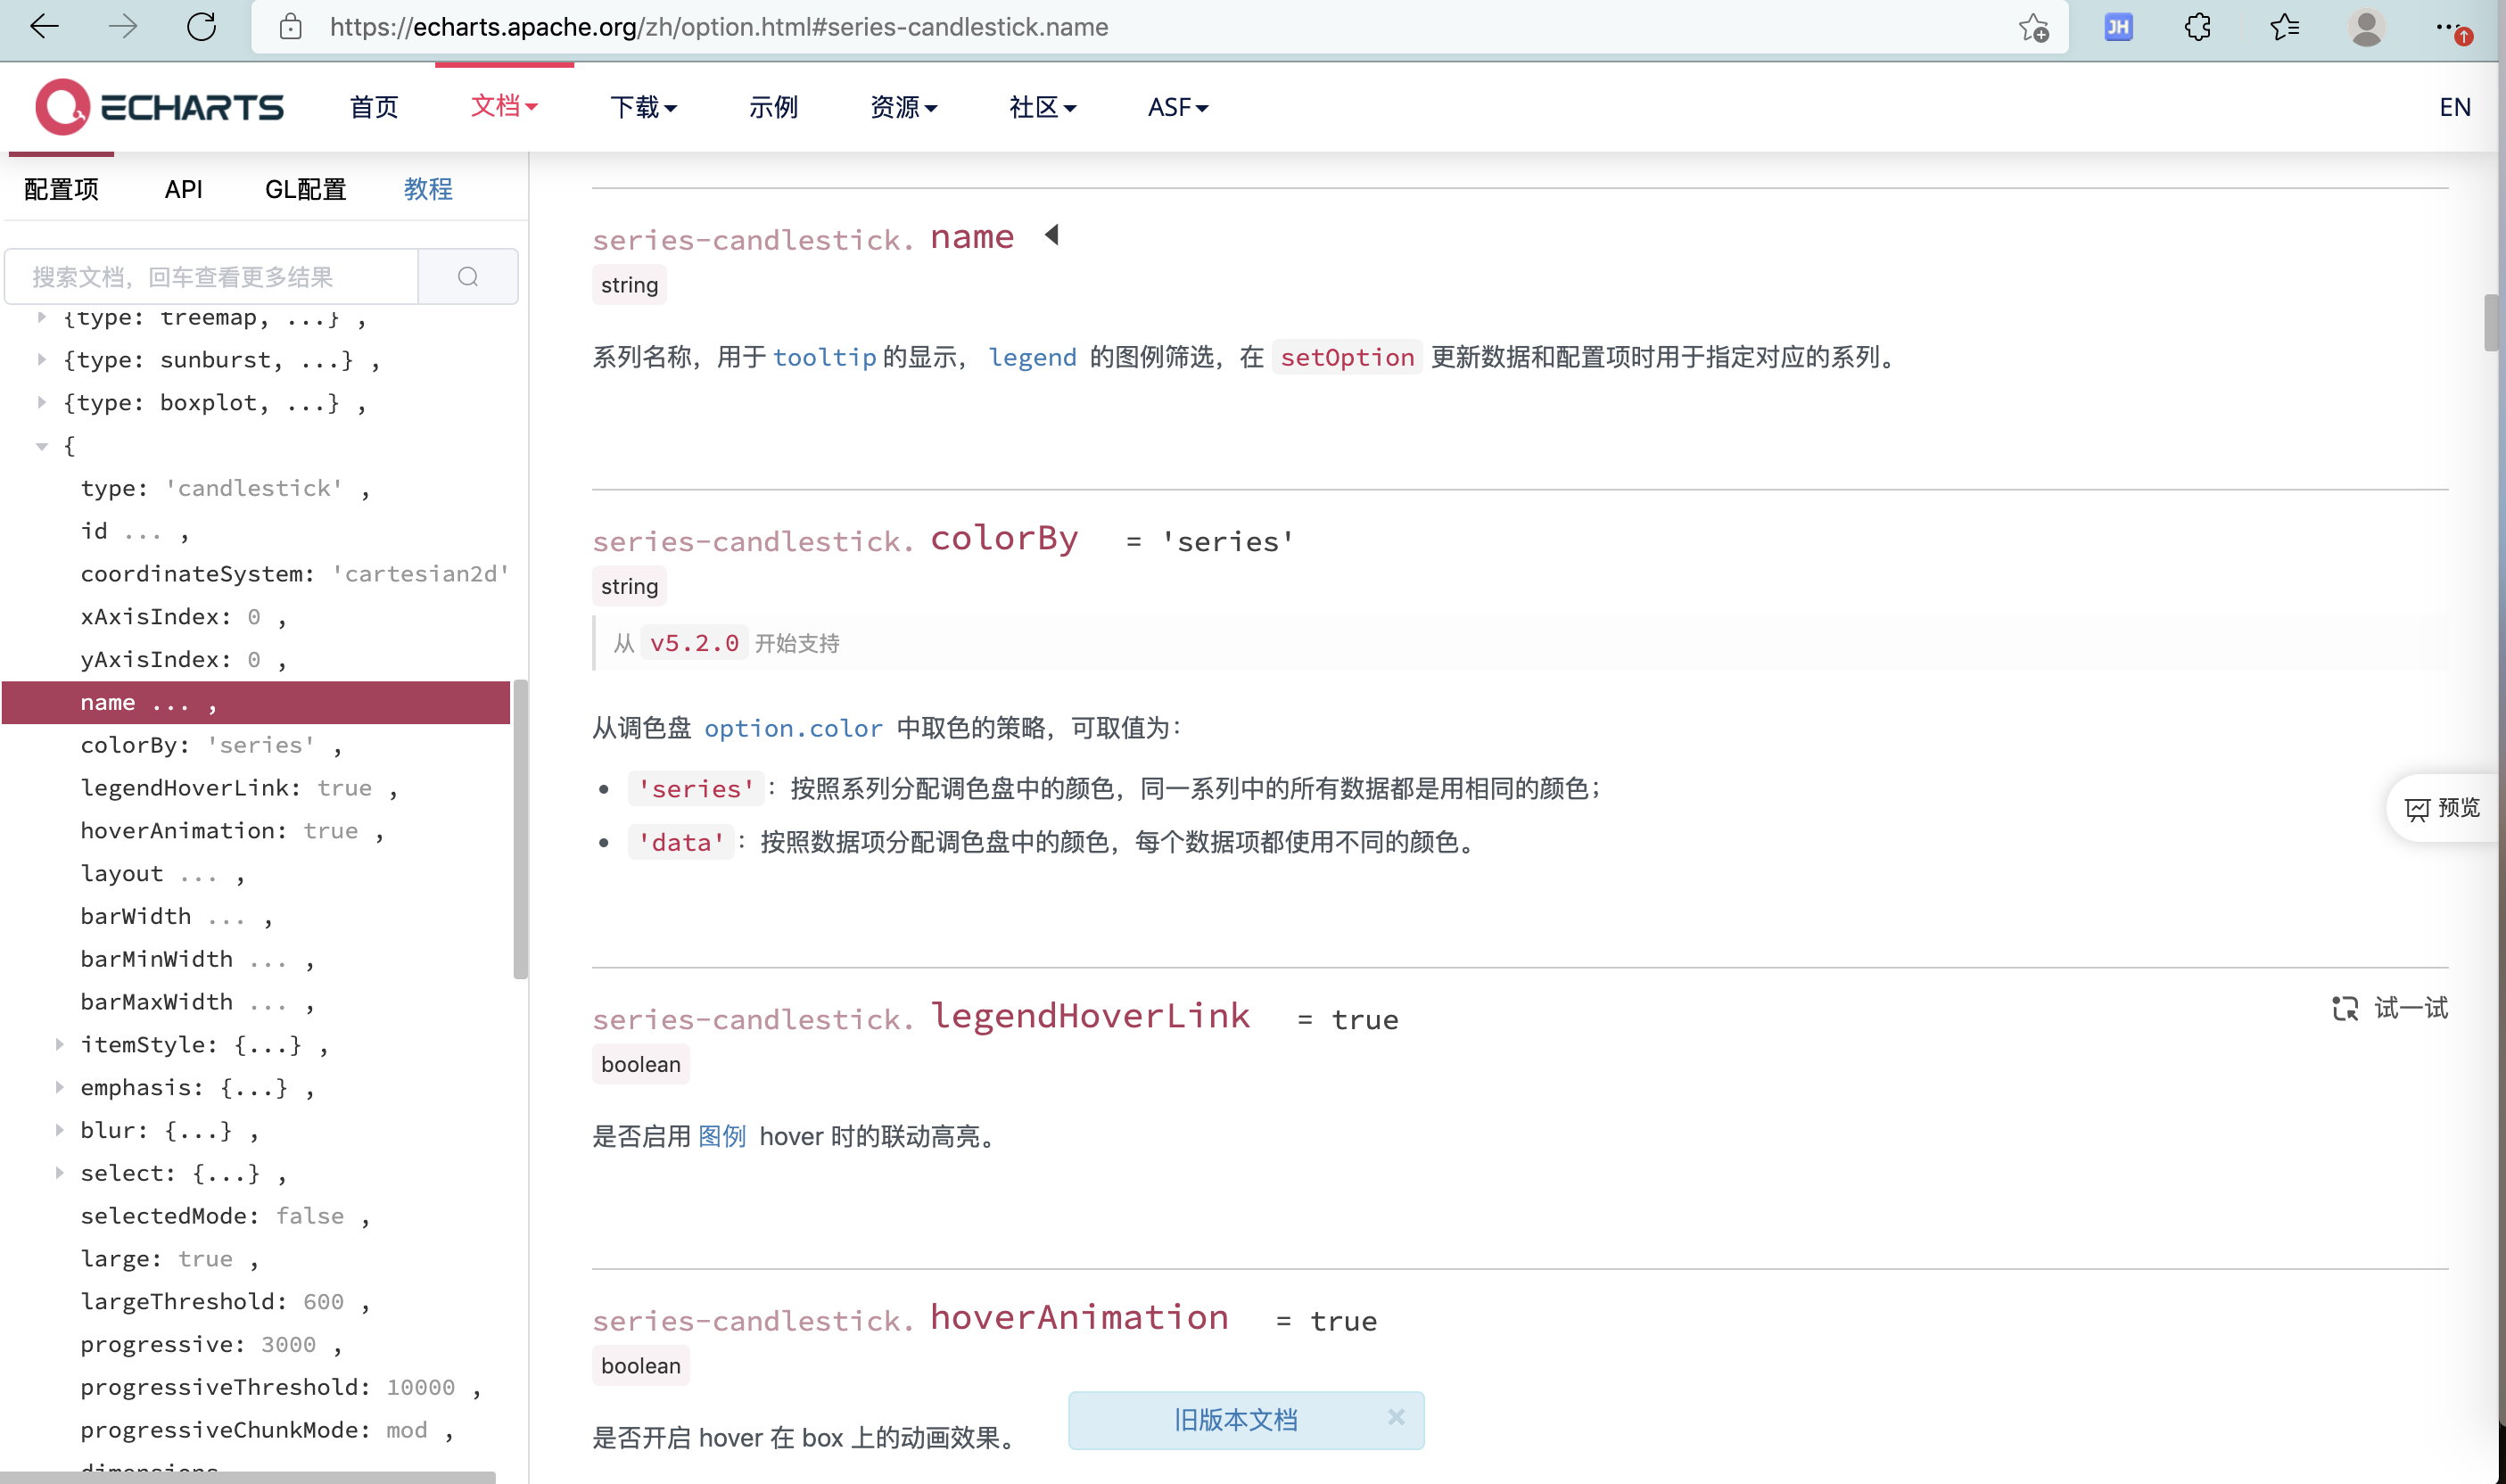 https://echarts.apache.org/zh/option.html#series-candlestick.name
JH
ECHARTS
首页
文档
下载
示例
资源
社区
ASF
EN
配置项
API
GL配置
教程
搜索文档，回车查看更多结果
{type: treemap, ...} ,
{type: sunburst, ...} ,
{type: boxplot, ...} ,
{
type: 'candlestick' ,
id ... ,
coordinateSystem: 'cartesian2d'
xAxisIndex: 0 ,
yAxisIndex: 0 ,
name ... ,
colorBy: 'series' ,
legendHoverLink: true ,
hoverAnimation: true ,
layout ... ,
barWidth ... ,
barMinWidth ... ,
barMaxWidth ... ,
itemStyle: {...} ,
emphasis: {...} ,
blur: {...} ,
select: {...} ,
selectedMode: false ,
large: true ,
largeThreshold: 600 ,
progressive: 3000 ,
progressiveThreshold: 10000 ,
progressiveChunkMode: mod ,
dimensions
series-candlestick. name
string
系列名称，用于 tooltip 的显示， legend 的图例筛选，在 setOption 更新数据和配置项时用于指定对应的系列。
series-candlestick. colorBy = 'series'
string
从 v5.2.0 开始支持
从调色盘 option.color 中取色的策略，可取值为：
• 'series'： 按照系列分配调色盘中的颜色，同一系列中的所有数据都是用相同的颜色；
• 'data'： 按照数据项分配调色盘中的颜色，每个数据项都使用不同的颜色。
预览
series-candlestick. legendHoverLink = true
试一试
boolean
是否启用 图例 hover 时的联动高亮。
series-candlestick. hoverAnimation = true
boolean
是否开启 hover 在 box 上的动画效果。
旧版本文档 ×